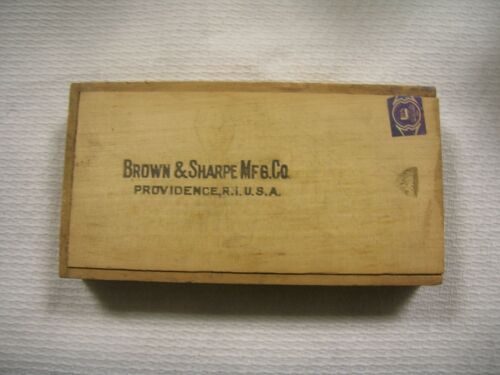 BROWN & SHARPE MFG. CO.
PROVIDENCE, R.I. U.S.A.